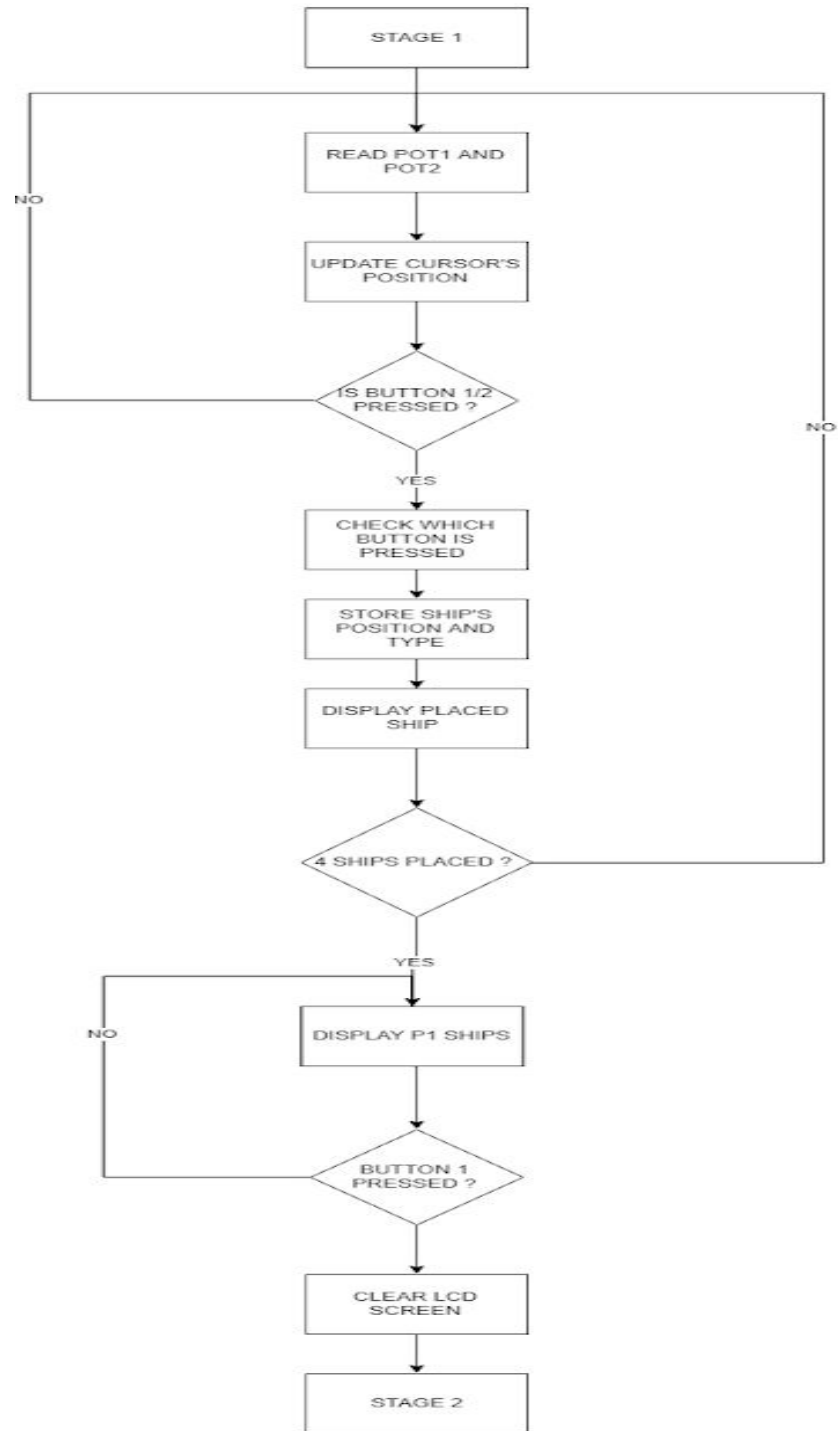 STAGE 1
READ POT1 AND
POT2
NO
UPDATE CURSOR'S
POSITION
IS BUTTON 1/2
PRESSED ?
NO
YES
CHECK WHICH
BUTTON IS
PRESSED
STORE SHIP'S
POSITION AND
TYPE
DISPLAY PLACED
SHIP
4 SHIPS PLACED ?
YES
NO
DISPLAY P1 SHIPS
BUTTON 1
PRESSED ?
CLEAR LCD
SCREEN
STAGE 2